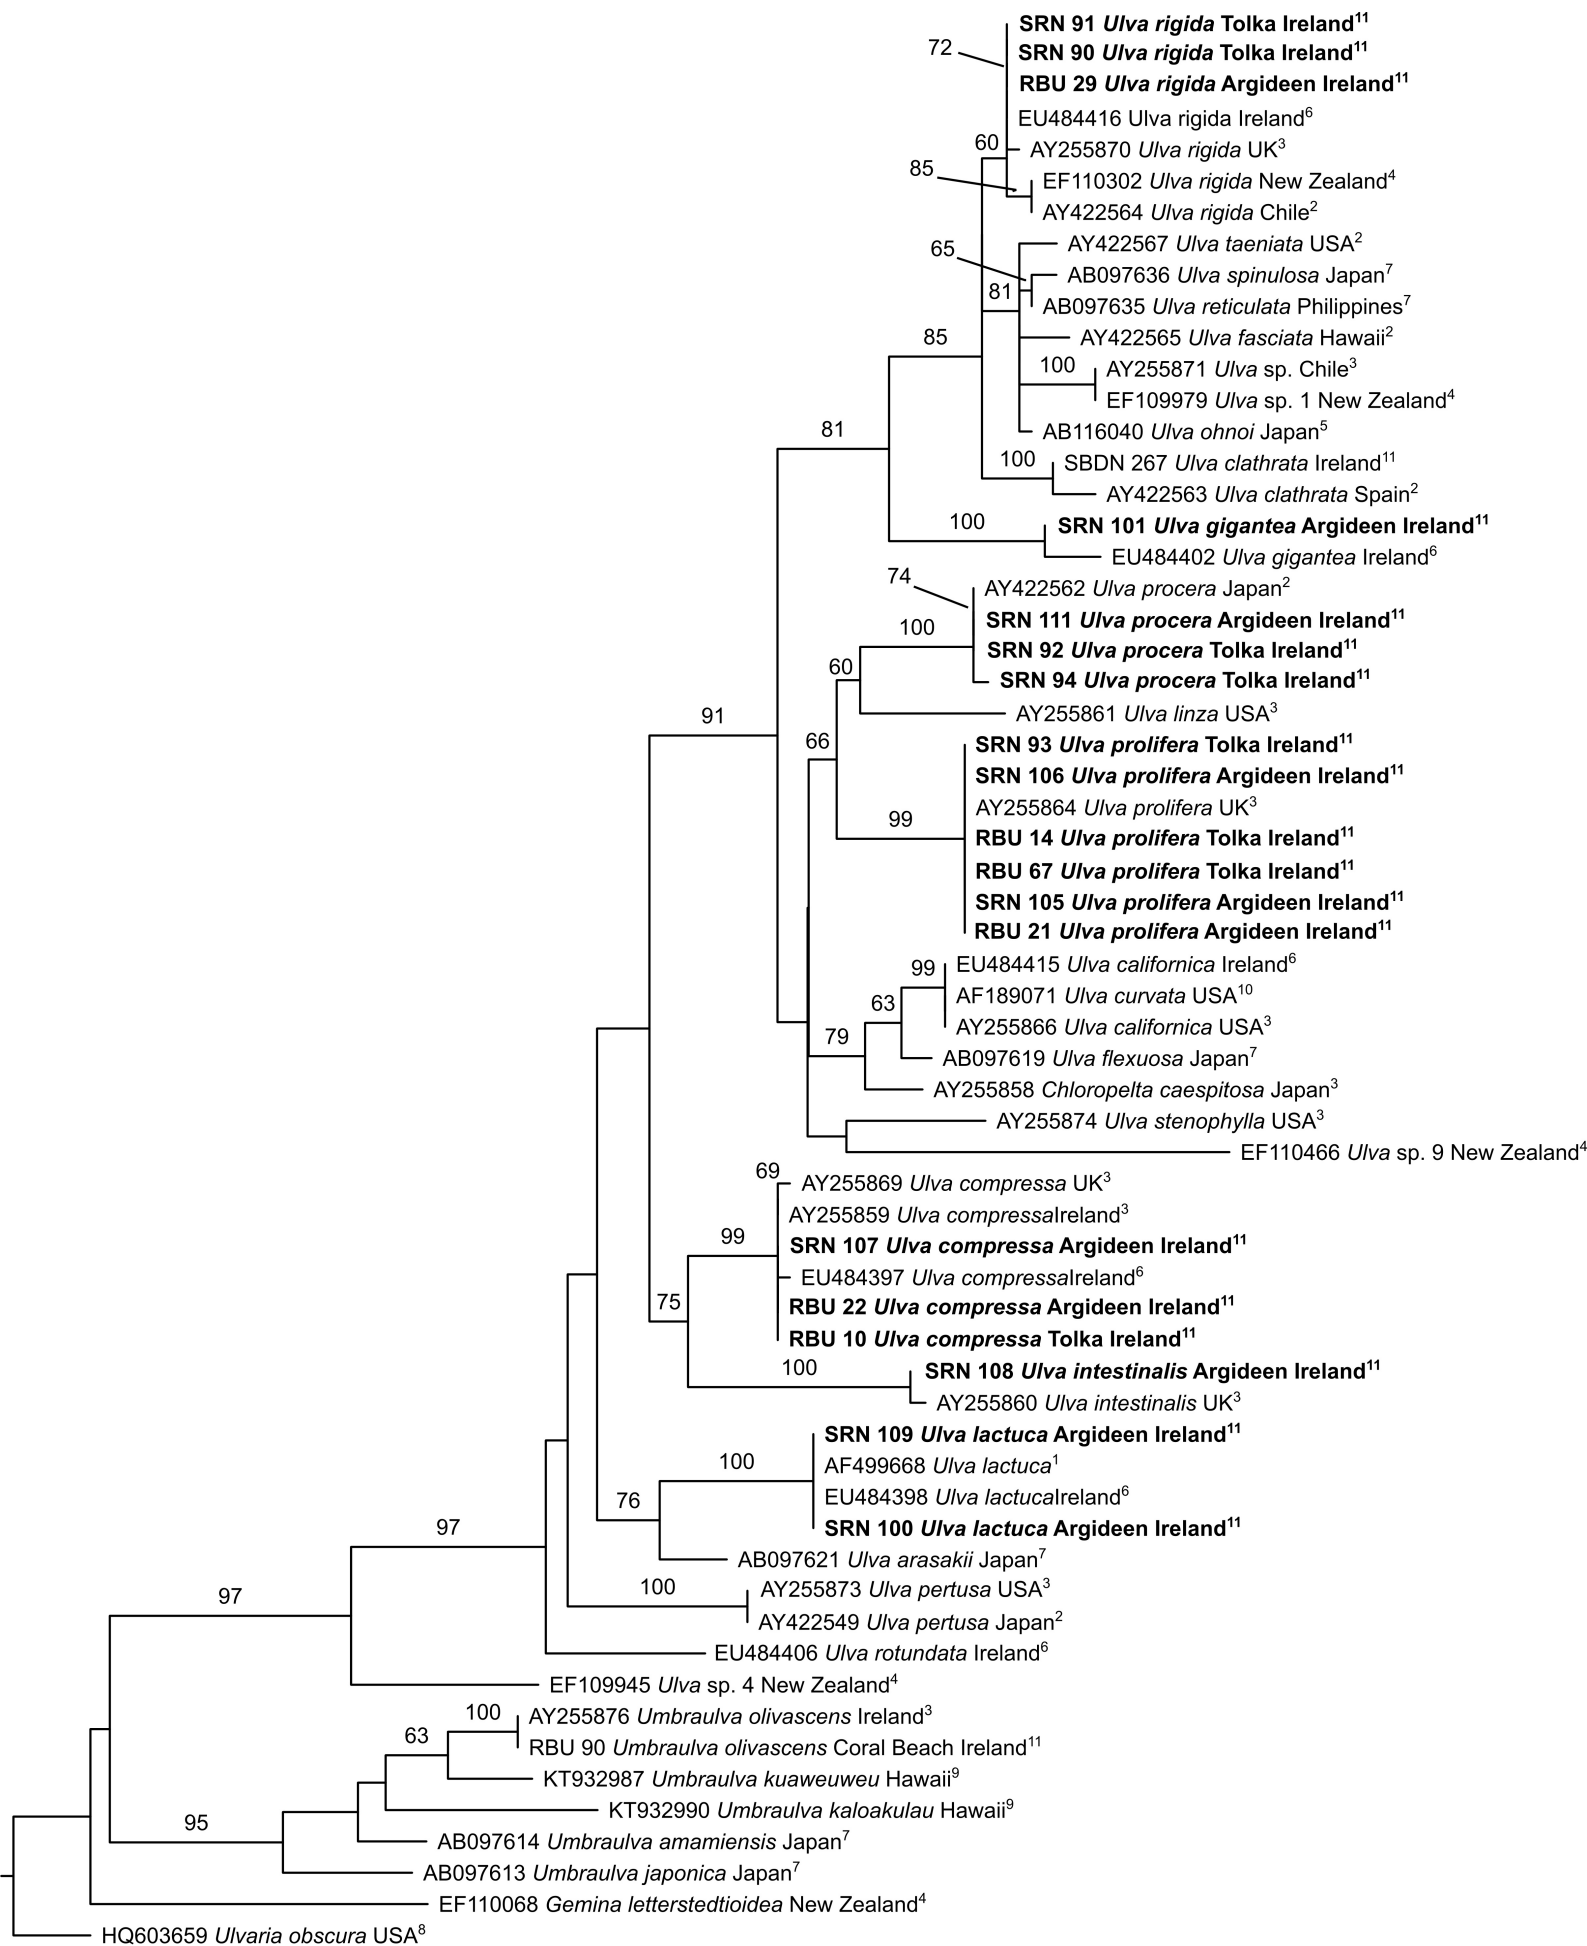 SRN 91 Ulva rigida Tolka Ireland11
72
SRN 90 Ulva rigida Tolka Ireland11
RBU 29 Ulva rigida Argideen Ireland11
EU484416 Ulva rigida Ireland6
60
AY255870 Ulva rigida UK3
85
EF110302 Ulva rigida New Zealand4
AY422564 Ulva rigida Chile2
AY422567 Ulva taeniata USA2
65
AB097636 Ulva spinulosa Japan7
81
AB097635 Ulva reticulata Philippines7
85
AY422565 Ulva fasciata Hawaii2
100
AY255871 Ulva sp. Chile3
EF109979 Ulva sp. 1 New Zealand4
81
AB116040 Ulva ohnoi Japan5
100
SBDN 267 Ulva clathrata Ireland11
AY422563 Ulva clathrata Spain2
100
SRN 101 Ulva gigantea Argideen Ireland11
EU484402 Ulva gigantea Ireland6
74
AY422562 Ulva procera Japan2
100
SRN 111 Ulva procera Argideen Ireland11
SRN 92 Ulva procera Tolka Ireland11
60
SRN 94 Ulva procera Tolka Ireland11
91
AY255861 Ulva linza USA3
66
SRN 93 Ulva prolifera Tolka Ireland11
SRN 106 Ulva prolifera Argideen Ireland11
AY255864 Ulva prolifera UK3
99
RBU 14 Ulva prolifera Tolka Ireland11
RBU 67 Ulva prolifera Tolka Ireland11
SRN 105 Ulva prolifera Argideen Ireland11
RBU 21 Ulva prolifera Argideen Ireland11
99
EU484415 Ulva californica Ireland6
63
AF189071 Ulva curvata USA10
79
AY255866 Ulva californica USA3
AB097619 Ulva flexuosa Japan7
AY255858 Chloropelta caespitosa Japan3
AY255874 Ulva stenophylla USA3
EF110466 Ulva sp. 9 New Zealand4
69
AY255869 Ulva compressa UK3
AY255859 Ulva compressaIreland3
99
SRN 107 Ulva compressa Argideen Ireland11
EU484397 Ulva compressaIreland6
75
RBU 22 Ulva compressa Argideen Ireland11
RBU 10 Ulva compressa Tolka Ireland11
100
SRN 108 Ulva intestinalis Argideen Ireland11
AY255860 Ulva intestinalis UK3
SRN 109 Ulva lactuca Argideen Ireland11
100
AF499668 Ulva lactuca1
76
EU484398 Ulva lactucaIreland6
97
SRN 100 Ulva lactuca Argideen Ireland11
AB097621 Ulva arasakii Japan7
97
100
AY255873 Ulva pertusa USA3
AY422549 Ulva pertusa Japan2
EU484406 Ulva rotundata Ireland6
EF109945 Ulva sp. 4 New Zealand4
100
AY255876 Umbraulva olivascens Ireland3
63
RBU 90 Umbraulva olivascens Coral Beach Ireland11
KT932987 Umbraulva kuaweuweu Hawaii9
95
KT932990 Umbraulva kaloakulau Hawaii9
AB097614 Umbraulva amamiensis Japan7
AB097613 Umbraulva japonica Japan7
EF110068 Gemina letterstedtioidea New Zealand4
HQ603659 Ulvaria obscura USA8